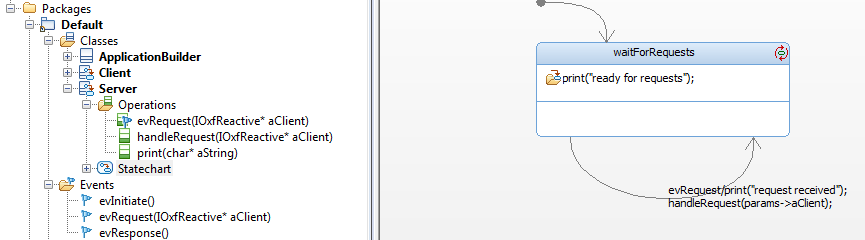 Packages
Default
Classes
ApplicationBuilder
Client
Server
Operations
evRequest(IOxfReactive* aClient)
handleRequest(IOxfReactive* aClient)
print(char* aString)
Statechart
Events
evInitiate()
evRequest(IOxfReactive* aClient)
evResponse()
waitForRequests
print("ready for requests");
evRequest/print("request received");
handleRequest(params->aClient);